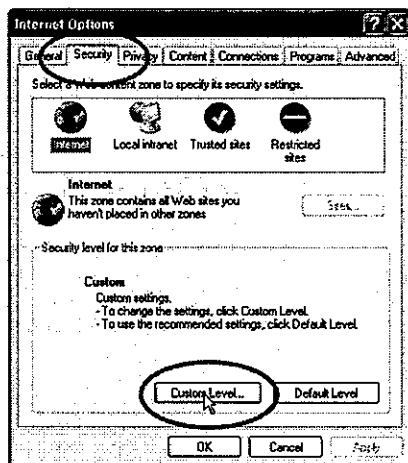 Internet Options
General Security Privacy Content Connections Programs Advanced
Select a Web content zone to specify its security settings.
Internet Local intranet Trusted sites Restricted sites
Internet
This zone contains all Web sites you
haven't placed in other zones
Sites...
Security level for this zone
Custom
Custom settings.
- To change the settings, click Custom Level.
- To use the recommended settings, click Default Level.
Custom Level... Default Level
OK Cancel Apply